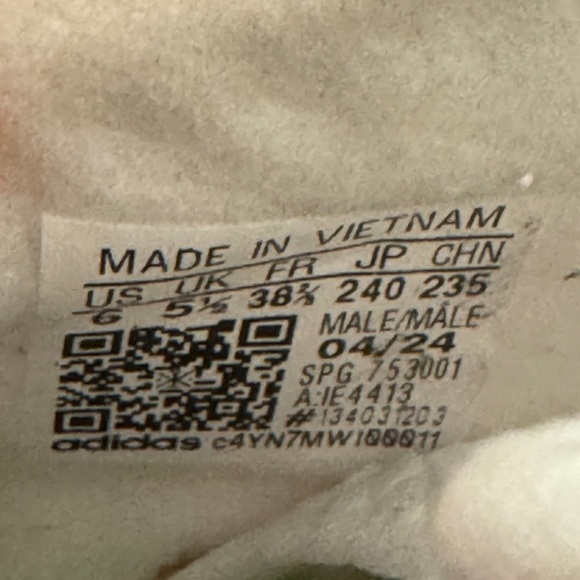 MADE IN VIETNAM
US UK FR JP CHN
6 5½ 38⅔ 240 235
MALE/MÂLE
04/24
SPG 753001
A:IE4413
#134031203
adidas c4YN7MW100011